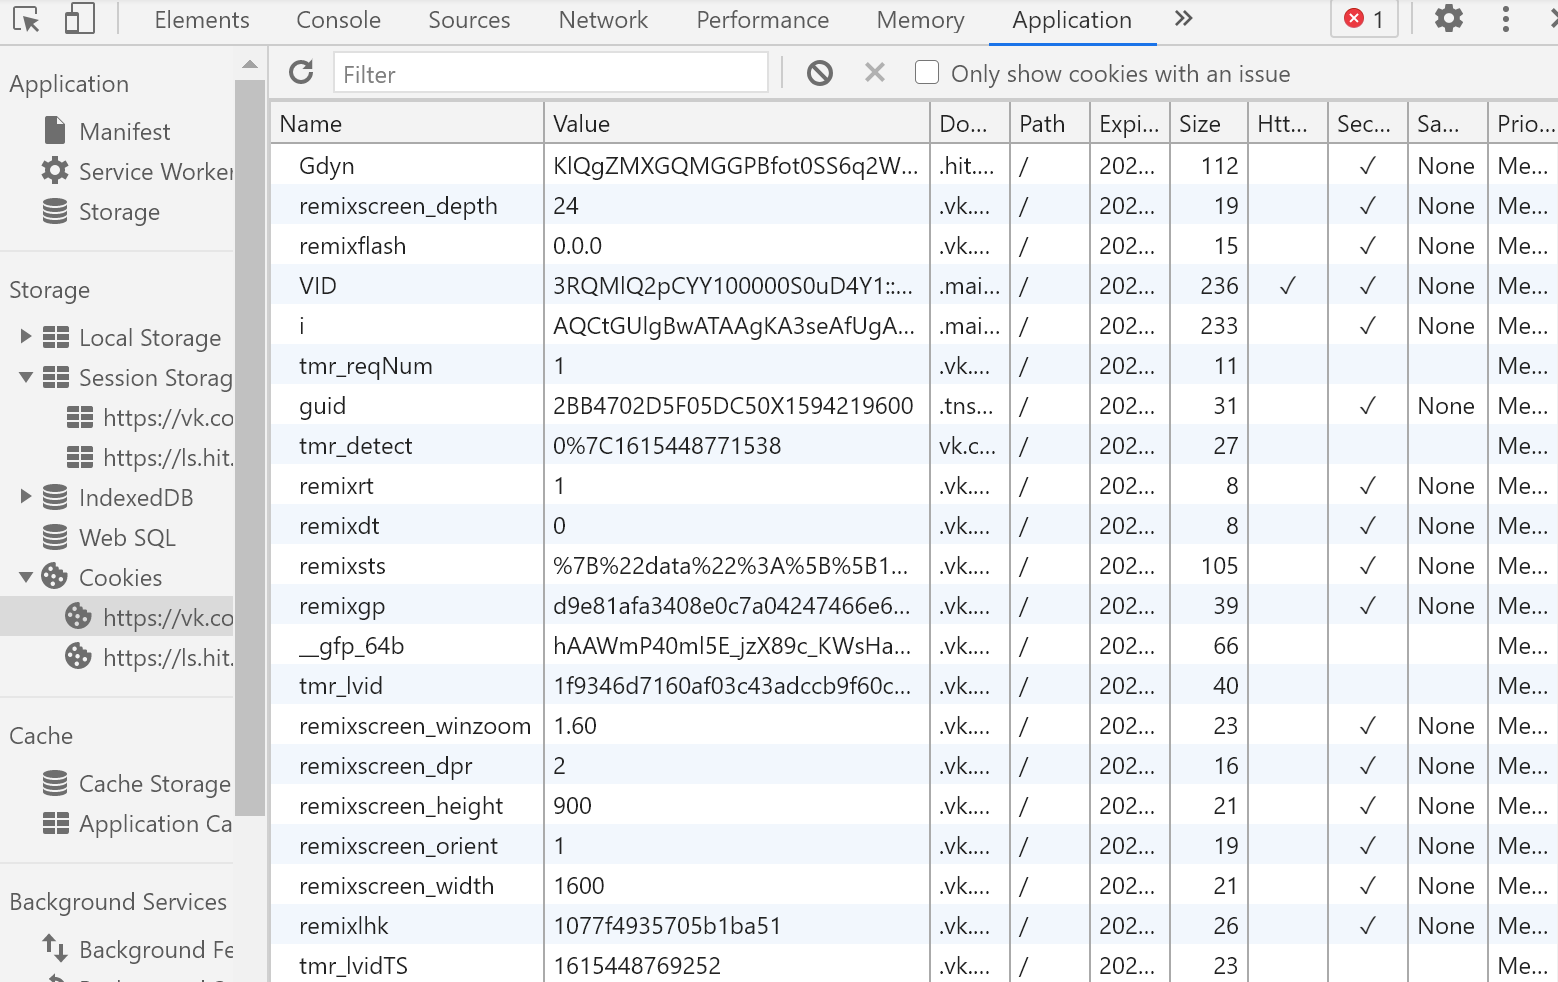 Elements Console Sources Network Performance Memory Application » 1
Filter Only show cookies with an issue
Application
Manifest
Service Worker
Storage
Storage
Local Storage
Session Storag
https://vk.co
https://ls.hit.
IndexedDB
Web SQL
Cookies
https://vk.co
https://ls.hit.
Cache
Cache Storage
Application Ca
Background Services
Background Fe
Name Value Do... Path Expi... Size Htt... Sec... Sa... Prio...
Gdyn KlQgZMXGQMGGPBfot0SS6q2W... .hit.... / 202... 112 ✓ None Me...
remixscreen_depth 24 .vk.... / 202... 19 ✓ None Me...
remixflash 0.0.0 .vk.... / 202... 15 ✓ None Me...
VID 3RQMlQ2pCYY100000S0uD4Y1::... .mai... / 202... 236 ✓ ✓ None Me...
i AQCtGUlgBwATAAgKA3seAfUgA... .mai... / 202... 233 ✓ None Me...
tmr_reqNum 1 .vk.... / 202... 11 Me...
guid 2BB4702D5F05DC50X1594219600 .tns... / 202... 31 ✓ None Me...
tmr_detect 0%7C1615448771538 vk.c... / 202... 27 Me...
remixrt 1 .vk.... / 202... 8 ✓ None Me...
remixdt 0 .vk.... / 202... 8 ✓ None Me...
remixsts %7B%22data%22%3A%5B%5B1... .vk.... / 202... 105 ✓ None Me...
remixgp d9e81afa3408e0c7a04247466e6... .vk.... / 202... 39 ✓ None Me...
__gfp_64b hAAWmP40ml5E_jzX89c_KWsHa... .vk.... / 202... 66 Me...
tmr_lvid 1f9346d7160af03c43adccb9f60c... .vk.... / 202... 40 Me...
remixscreen_winzoom 1.60 .vk.... / 202... 23 ✓ None Me...
remixscreen_dpr 2 .vk.... / 202... 16 ✓ None Me...
remixscreen_height 900 .vk.... / 202... 21 ✓ None Me...
remixscreen_orient 1 .vk.... / 202... 19 ✓ None Me...
remixscreen_width 1600 .vk.... / 202... 21 ✓ None Me...
remixlhk 1077f4935705b1ba51 .vk.... / 202... 26 ✓ None Me...
tmr_lvidTS 1615448769252 .vk.... / 202... 23 Me...